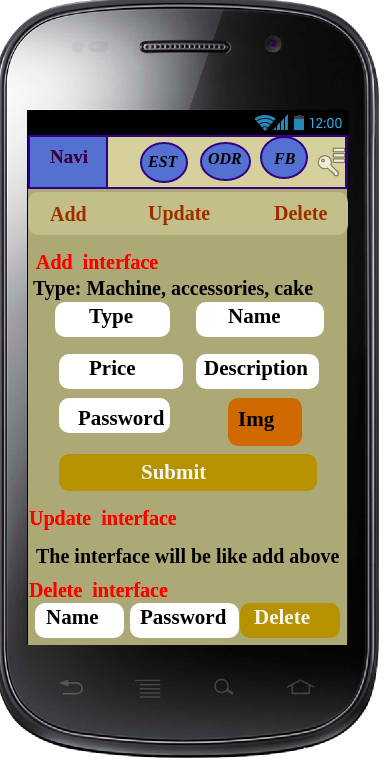 12:00
Navi EST ODR FB
Add Update Delete
Add interface
Type: Machine, accessories, cake
Type Name
Price Description
Password Img
Submit
Update interface
The interface will be like add above
Delete interface
Name Password Delete